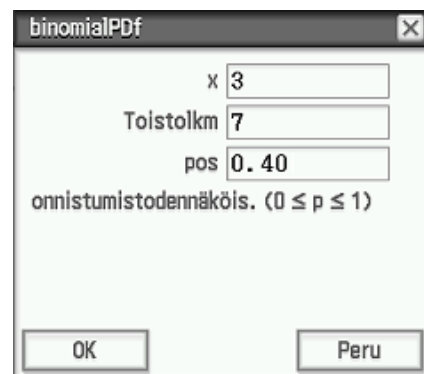 binomialPDf
x 3
Toistolkm 7
pos 0.40
onnistumistodennäköis. (0 ≤ p ≤ 1)
OK Peru